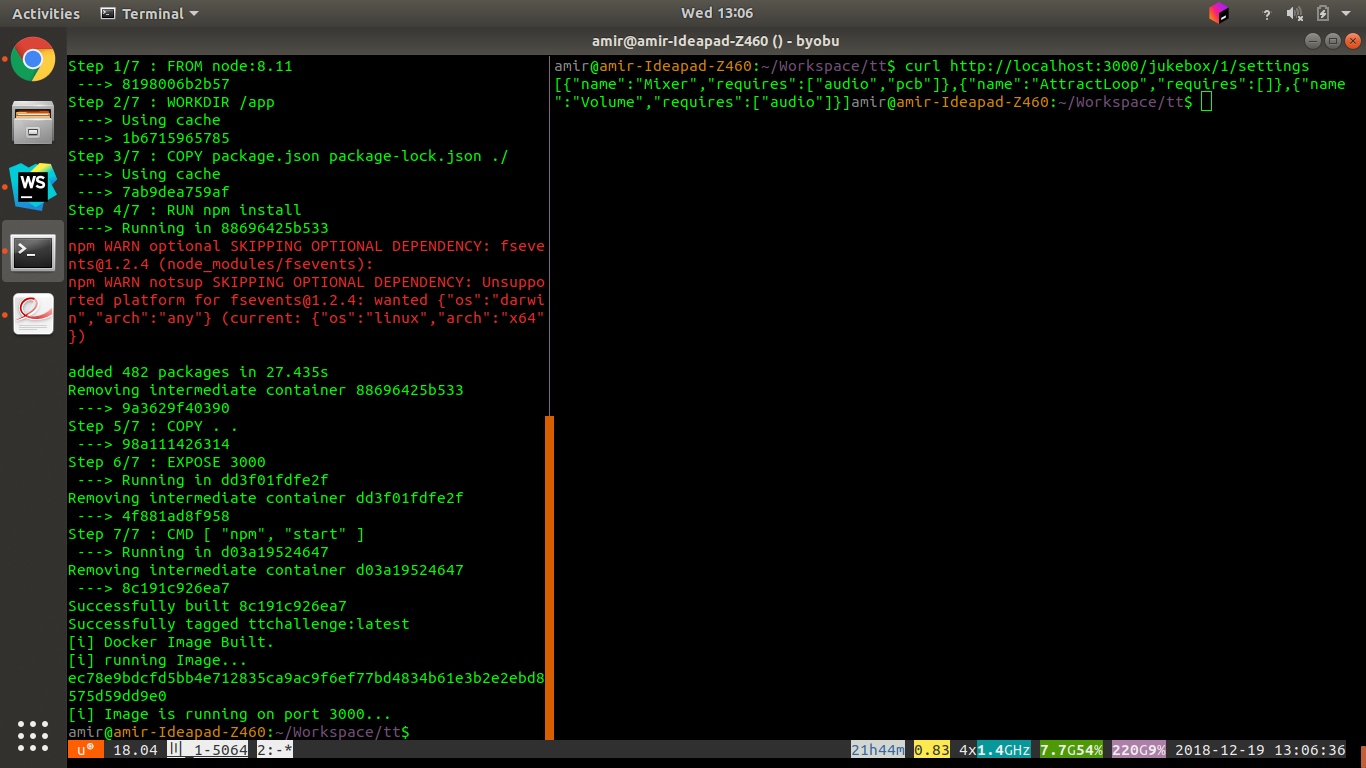 Activities
Terminal
Wed 13:06
?
amir@amir-Ideapad-Z460 () - byobu
WS
Step 1/7 : FROM node:8.11
---> 8198006b2b57
Step 2/7 : WORKDIR /app
---> Using cache
---> 1b6715965785
Step 3/7 : COPY package.json package-lock.json ./
---> Using cache
---> 7ab9dea759af
Step 4/7 : RUN npm install
---> Running in 88696425b533
npm WARN optional SKIPPING OPTIONAL DEPENDENCY: fseve
nts@1.2.4 (node_modules/fsevents):
npm WARN notsup SKIPPING OPTIONAL DEPENDENCY: Unsuppo
rted platform for fsevents@1.2.4: wanted {"os":"darwi
n","arch":"any"} (current: {"os":"linux","arch":"x64"
})
added 482 packages in 27.435s
Removing intermediate container 88696425b533
---> 9a3629f40390
Step 5/7 : COPY . .
---> 98a111426314
Step 6/7 : EXPOSE 3000
---> Running in dd3f01fdfe2f
Removing intermediate container dd3f01fdfe2f
---> 4f881ad8f958
Step 7/7 : CMD [ "npm", "start" ]
---> Running in d03a19524647
Removing intermediate container d03a19524647
---> 8c191c926ea7
Successfully built 8c191c926ea7
Successfully tagged ttchallenge:latest
[i] Docker Image Built.
[i] running Image...
ec78e9bdcfd5bb4e712835ca9ac9f6ef77bd4834b61e3b2e2ebd8
575d59dd9e0
[i] Image is running on port 3000...
amir@amir-Ideapad-Z460:~/Workspace/tt$
amir@amir-Ideapad-Z460:~/Workspace/tt$ curl http://localhost:3000/jukebox/1/settings
[{"name":"Mixer","requires":["audio","pcb"]},{"name":"AttractLoop","requires":[]},{"name
":"Volume","requires":["audio"]}]amir@amir-Ideapad-Z460:~/Workspace/tt$
u 18.04 1-5064 2:-* 21h44m 0.83 4x1.4GHz 7.7G54% 220G9% 2018-12-19 13:06:36